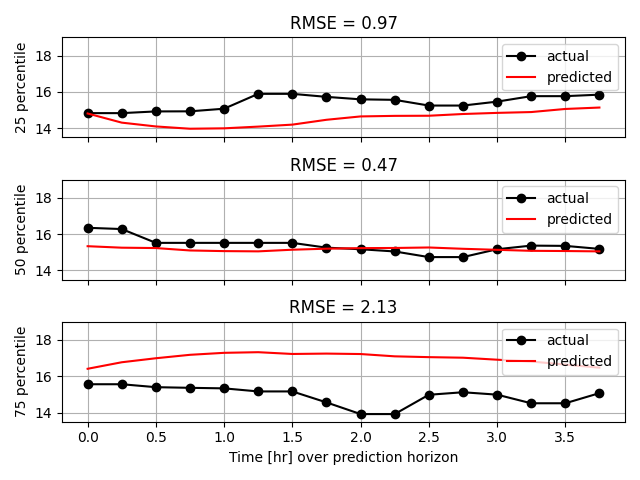 RMSE = 0.97
25 percentile
18
16
14
actual
predicted
RMSE = 0.47
50 percentile
18
16
14
actual
predicted
RMSE = 2.13
75 percentile
18
16
14
actual
predicted
0.0 0.5 1.0 1.5 2.0 2.5 3.0 3.5
Time [hr] over prediction horizon